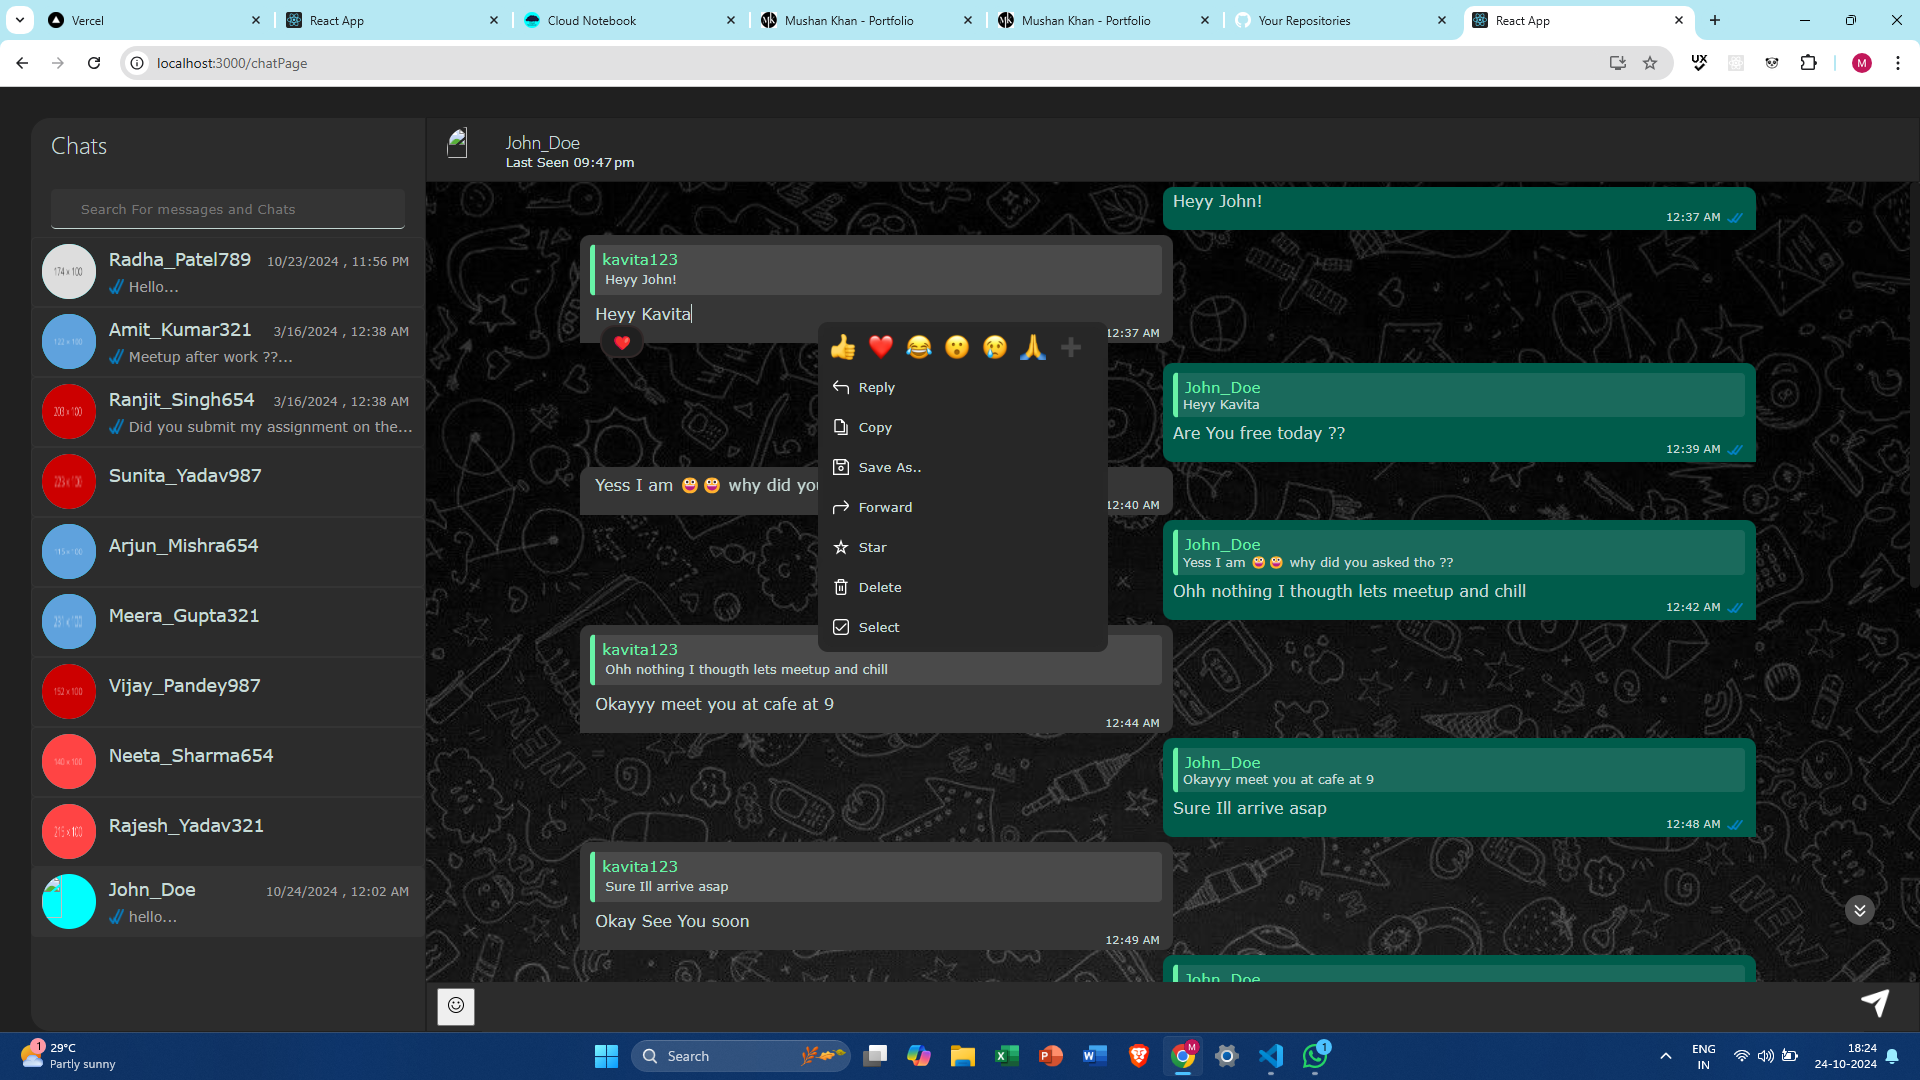 Vercel
React App
Cloud Notebook
Mushan Khan - Portfolio
Mushan Khan - Portfolio
Your Repositories
React App
localhost:3000/chatPage
UX
M
Chats
Search For messages and Chats
Radha_Patel789 10/23/2024 , 11:56 PM
174 x 100
Hello...
Amit_Kumar321 3/16/2024 , 12:38 AM
Meetup after work ??...
Ranjit_Singh654 3/16/2024 , 12:38 AM
Did you submit my assignment on the...
Sunita_Yadav987
Arjun_Mishra654
Meera_Gupta321
Vijay_Pandey987
Neeta_Sharma654
Rajesh_Yadav321
John_Doe 10/24/2024 , 12:02 AM
hello...
John_Doe
Last Seen 09:47 pm
Heyy John!
12:37 AM
kavita123
Heyy John!
Heyy Kavita
12:37 AM
👍 ❤️ 😂 😮 😢 🙏
Reply
Copy
Save As..
Forward
Star
Delete
Select
John_Doe
Heyy Kavita
Are You free today ??
12:39 AM
Yess I am 😀😀 why did you
12:40 AM
John_Doe
Yess I am 😀😀 why did you asked tho ??
Ohh nothing I thougth lets meetup and chill
12:42 AM
kavita123
Ohh nothing I thougth lets meetup and chill
Okayyy meet you at cafe at 9
12:44 AM
John_Doe
Okayyy meet you at cafe at 9
Sure Ill arrive asap
12:48 AM
kavita123
Sure Ill arrive asap
Okay See You soon
12:49 AM
John_Doe
1
29°C
Partly sunny
Search
M
1
ENG
IN
18:24
24-10-2024